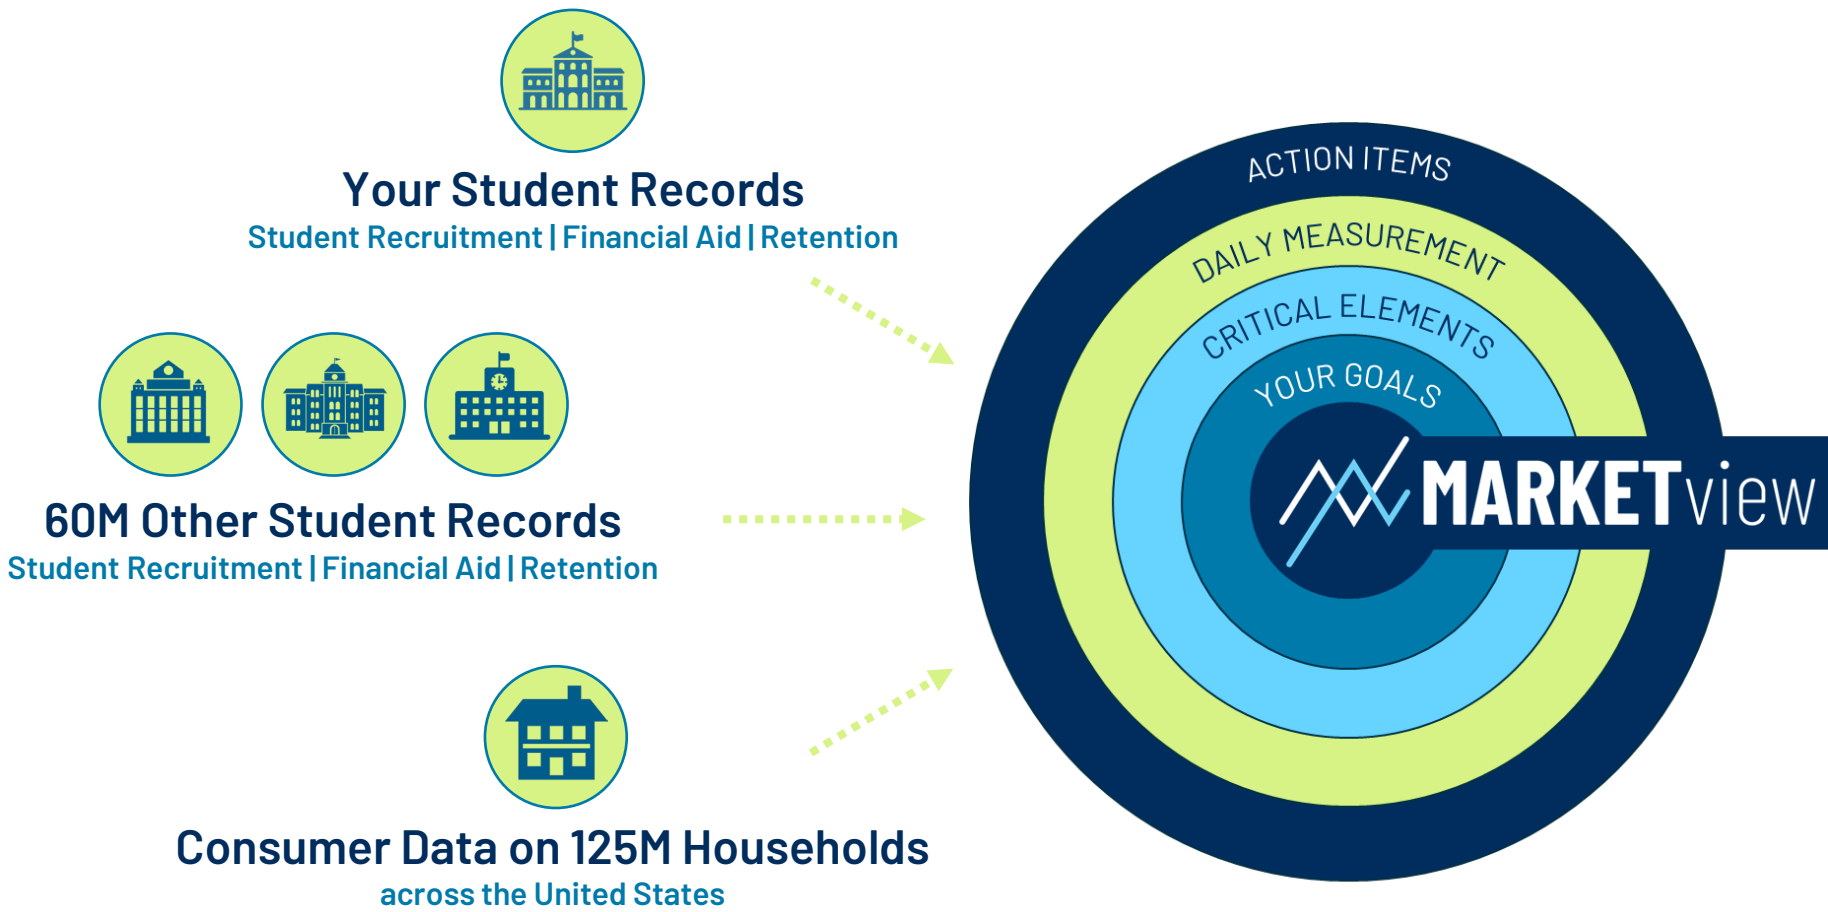 Your Student Records
Student Recruitment | Financial Aid | Retention
60M Other Student Records
Student Recruitment | Financial Aid | Retention
Consumer Data on 125M Households
across the United States
ACTION ITEMS
DAILY MEASUREMENT
CRITICAL ELEMENTS
YOUR GOALS
MARKETview